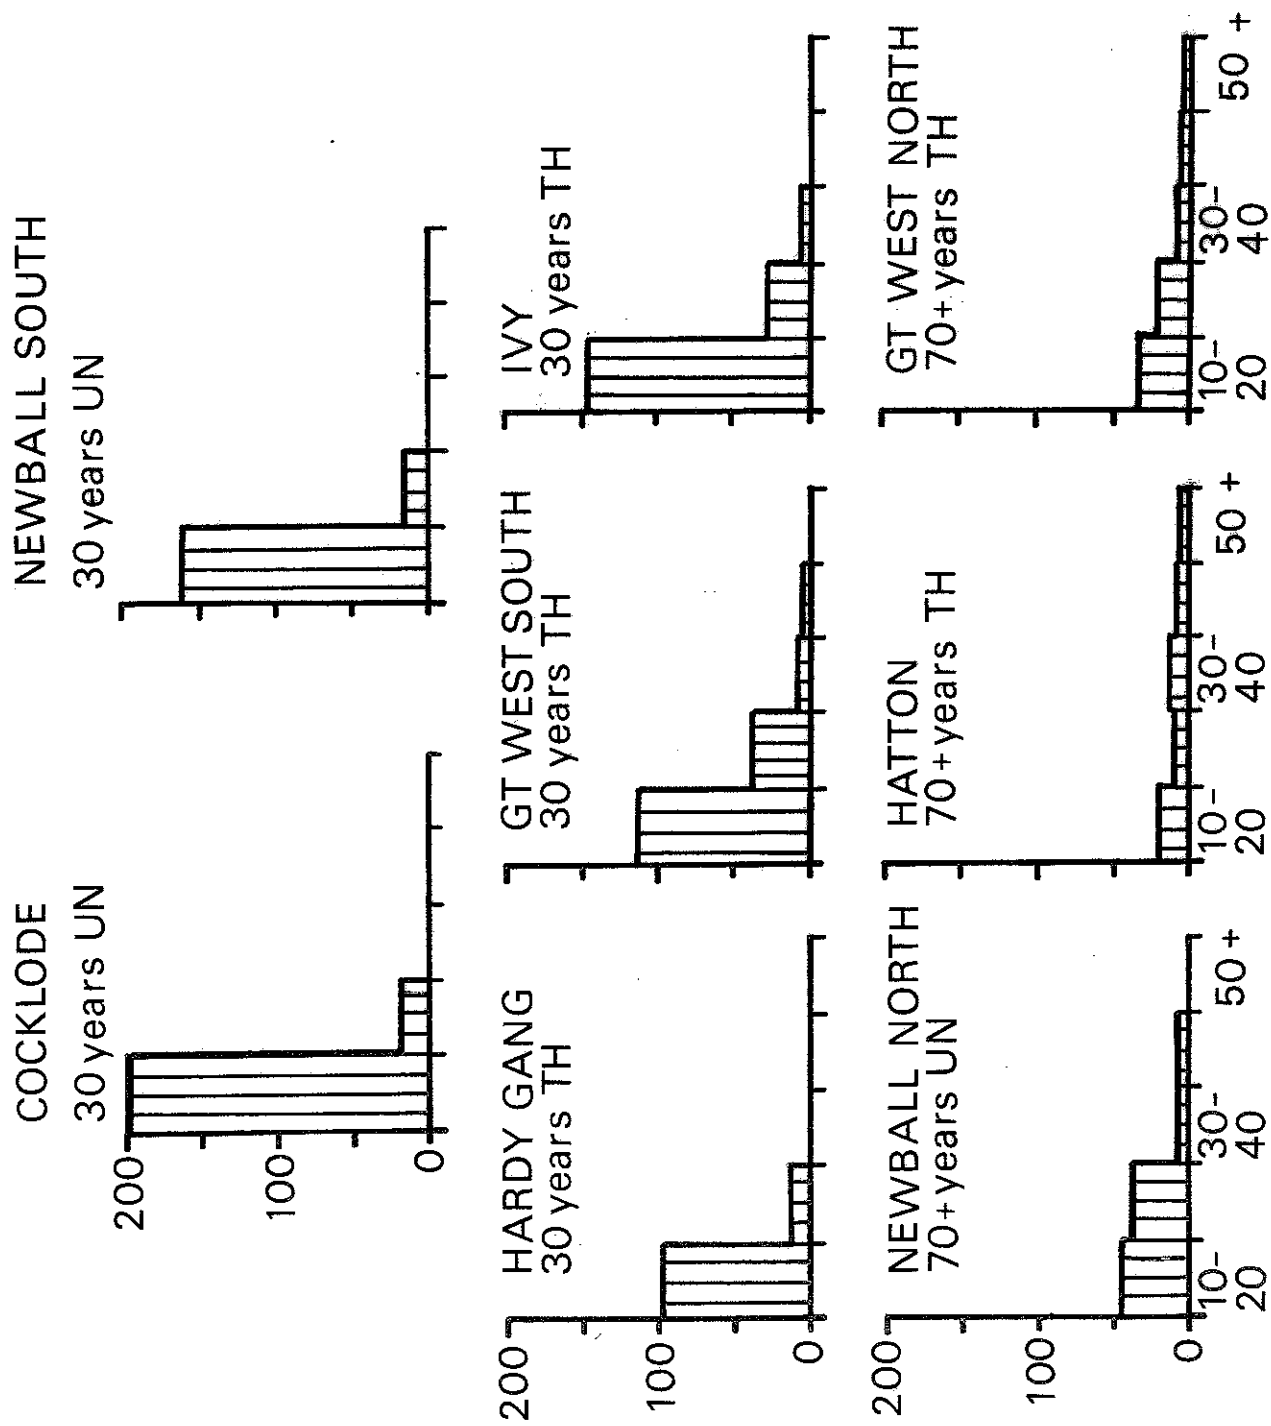 COCKLODE
30 years UN
200
100
0
NEWBALL SOUTH
30 years UN
HARDY GANG
30 years TH
200
100
0
GT WEST SOUTH
30 years TH
IVY
30 years TH
NEWBALL NORTH
70+years UN
200
100
0
10– 30– 50+
20 40
HATTON
70+years TH
10– 30– 50 +
20 40
GT WEST NORTH
70+years TH
10– 30– 50 +
20 40